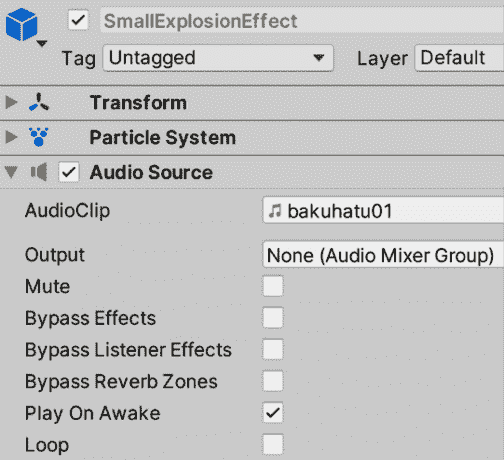 SmallExplosionEffect
Tag Untagged Layer Default
Transform
Particle System
Audio Source
AudioClip bakuhatu01
Output None (Audio Mixer Group)
Mute
Bypass Effects
Bypass Listener Effects
Bypass Reverb Zones
Play On Awake
Loop